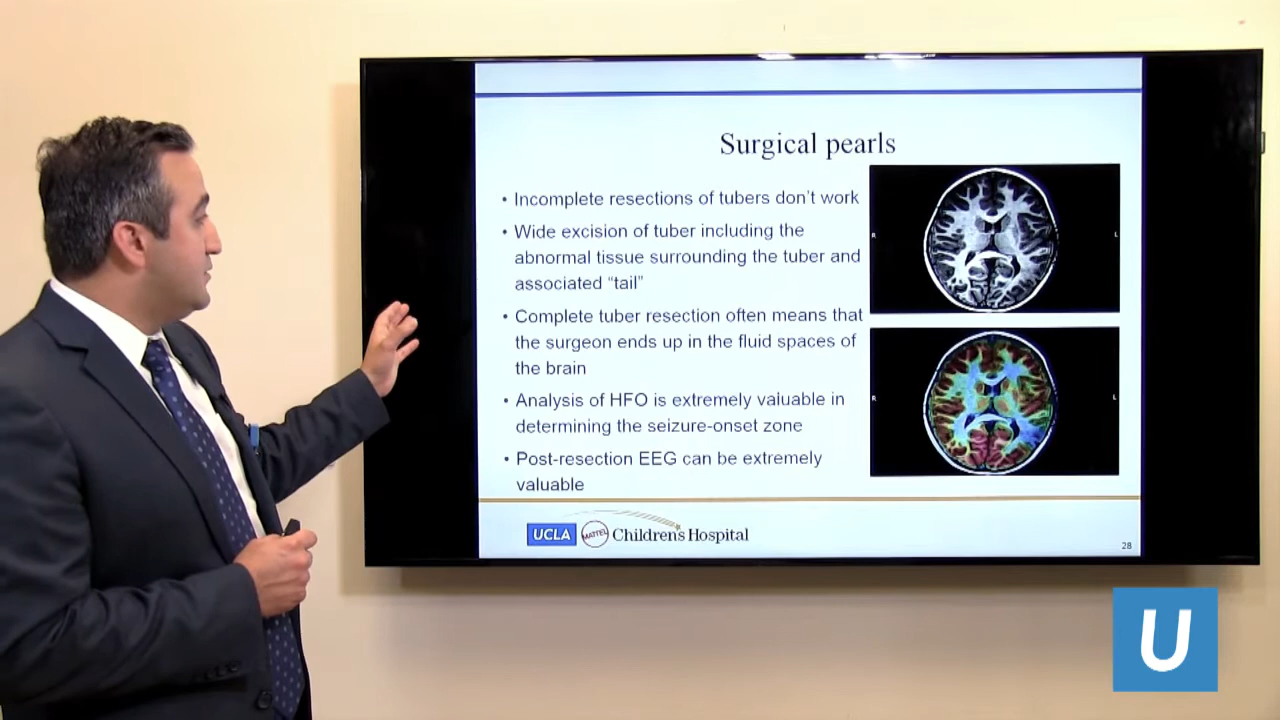 Surgical pearls
• Incomplete resections of tubers don't work
• Wide excision of tuber including the
abnormal tissue surrounding the tuber and
associated "tail"
• Complete tuber resection often means that
the surgeon ends up in the fluid spaces of
the brain
• Analysis of HFO is extremely valuable in
determining the seizure-onset zone
• Post-resection EEG can be extremely
valuable
R
L
R
L
UCLA MATTEL Children's Hospital
28
U